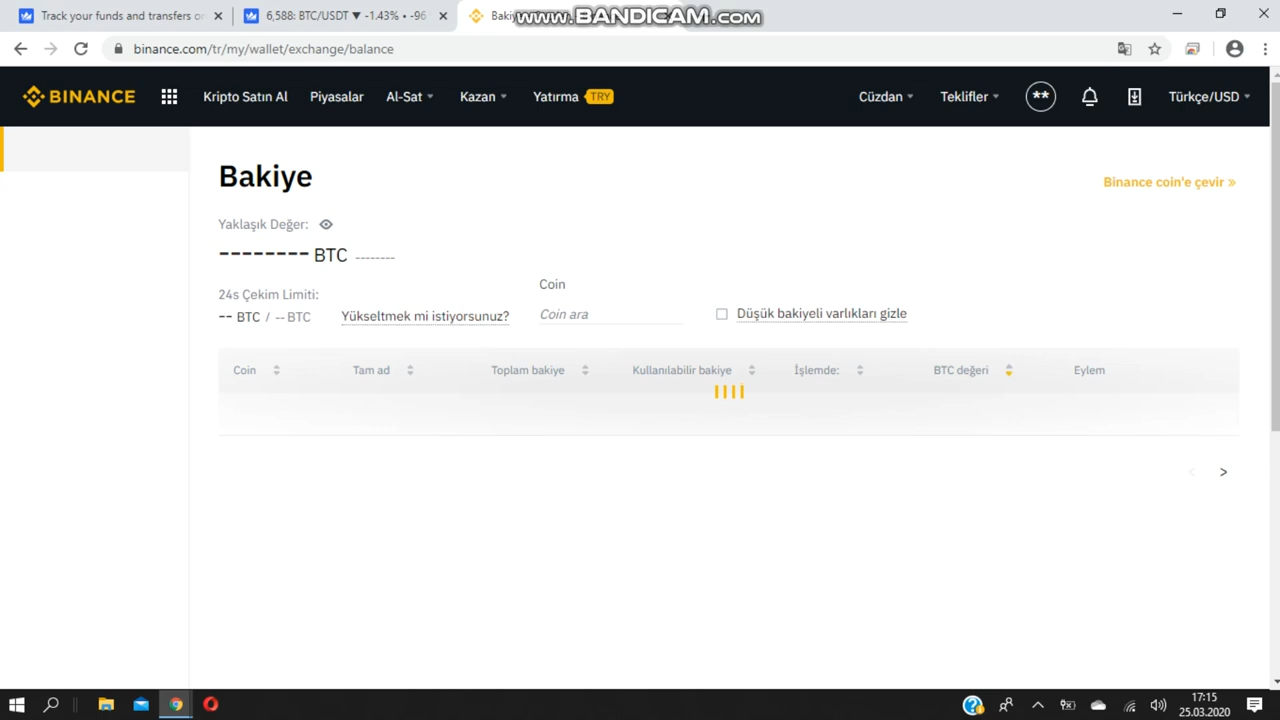 Track your funds and transfers or
6,588: BTC/USDT ▼ -1.43% • -96
www.BANDICAM.com
binance.com/tr/my/wallet/exchange/balance
BINANCE
Kripto Satın Al
Piyasalar
Al-Sat
Kazan
Yatırma TRY
Cüzdan
Teklifler
**
Türkçe/USD
Bakiye
Binance coin'e çevir »
Yaklaşık Değer:
-------- BTC --------
24s Çekim Limiti:
-- BTC / -- BTC
Yükseltmek mi istiyorsunuz?
Coin
Coin ara
Düşük bakiyeli varlıkları gizle
Coin
Tam ad
Toplam bakiye
Kullanılabilir bakiye
İşlemde:
BTC değeri
Eylem
17:15
25.03.2020